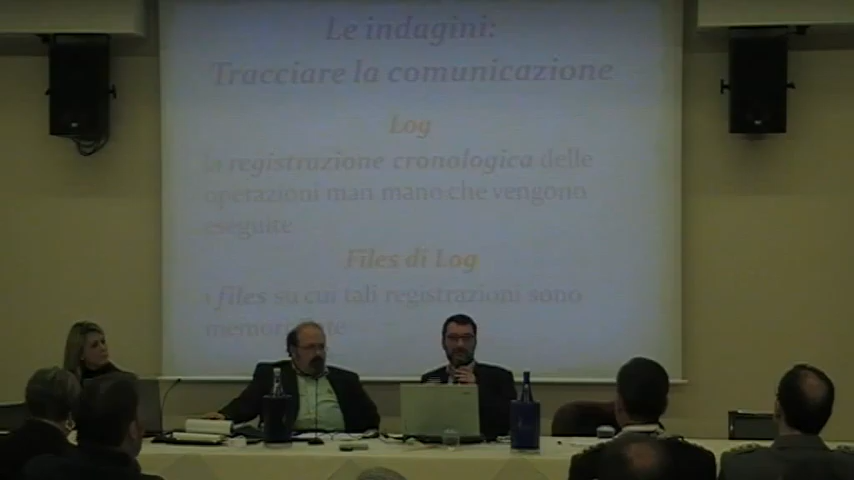 Le indagini:
Tracciare la comunicazione
Log
la registrazione cronologica delle
operazioni man mano che vengono
eseguite
Files di Log
i files su cui tali registrazioni sono
memorizzate